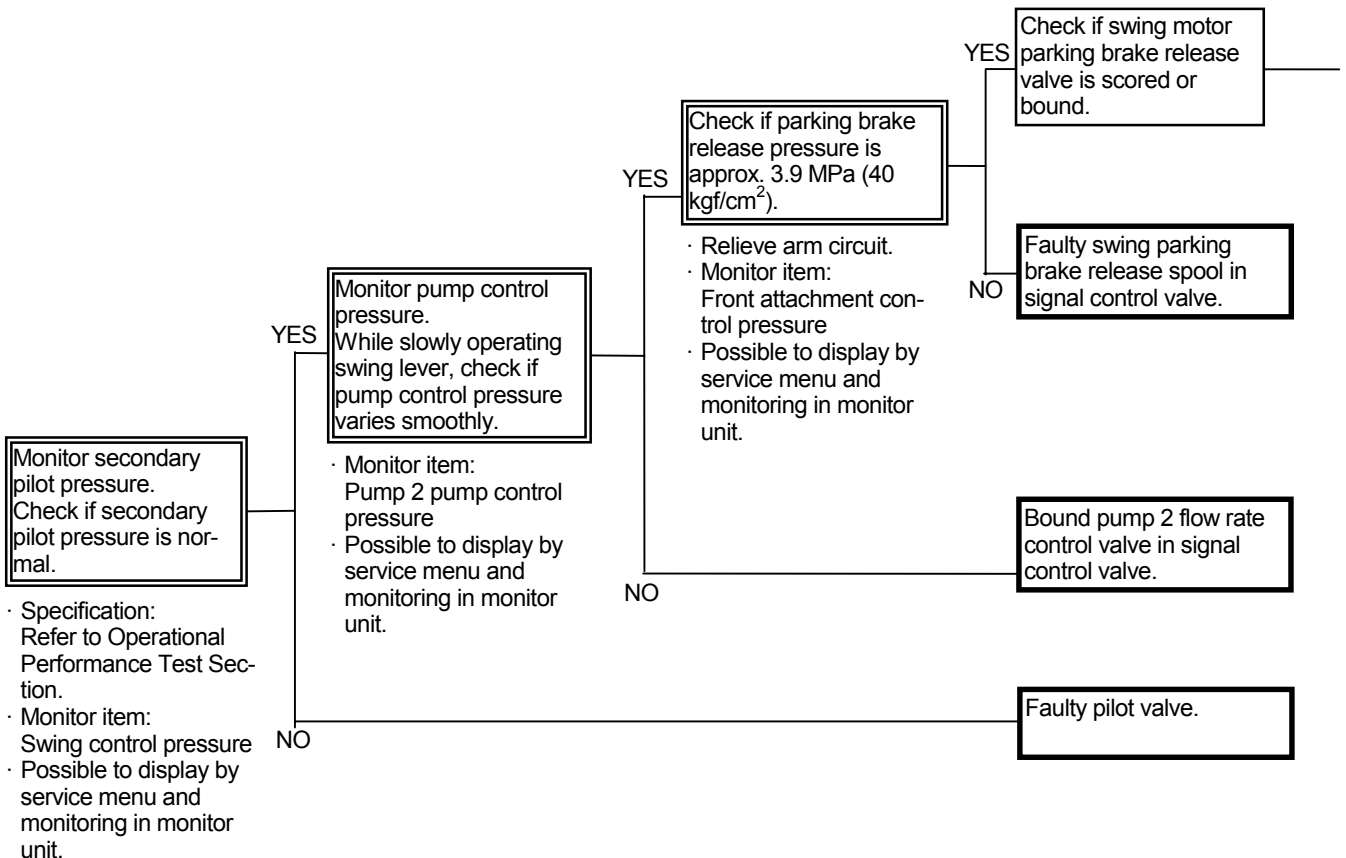 Monitor secondary
pilot pressure.
Check if secondary
pilot pressure is nor-
mal.
· Specification:
Refer to Operational
Performance Test Sec-
tion.
· Monitor item:
Swing control pressure
· Possible to display by
service menu and
monitoring in monitor
unit.
YES
NO
Monitor pump control
pressure.
While slowly operating
swing lever, check if
pump control pressure
varies smoothly.
· Monitor item:
Pump 2 pump control
pressure
· Possible to display by
service menu and
monitoring in monitor
unit.
YES
NO
Check if parking brake
release pressure is
approx. 3.9 MPa (40
kgf/cm²).
· Relieve arm circuit.
· Monitor item:
Front attachment con-
trol pressure
· Possible to display by
service menu and
monitoring in monitor
unit.
YES
NO
Check if swing motor
parking brake release
valve is scored or
bound.
Faulty swing parking
brake release spool in
signal control valve.
Bound pump 2 flow rate
control valve in signal
control valve.
Faulty pilot valve.